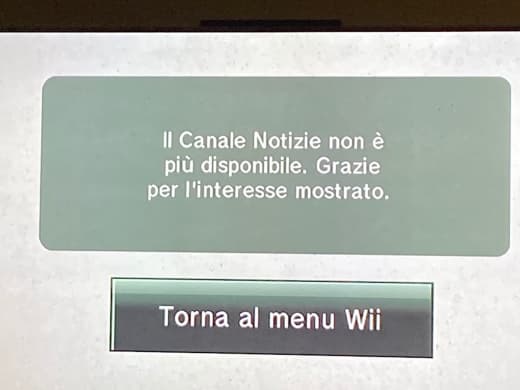 Il Canale Notizie non è
più disponibile. Grazie
per l'interesse mostrato.
Torna al menu Wii